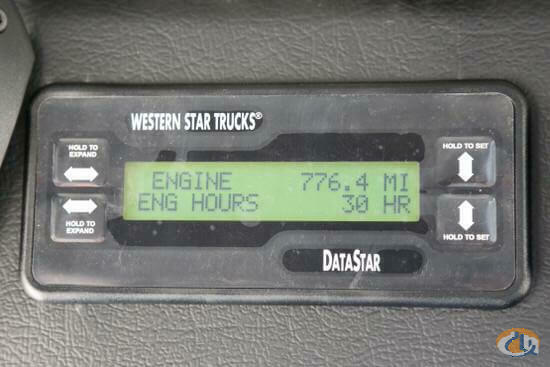 WESTERN STAR TRUCKS®
HOLD TO
EXPAND
HOLD TO SET
ENGINE 776.4 MI
ENG HOURS 30 HR
HOLD TO
EXPAND
HOLD TO SET
DATASTAR